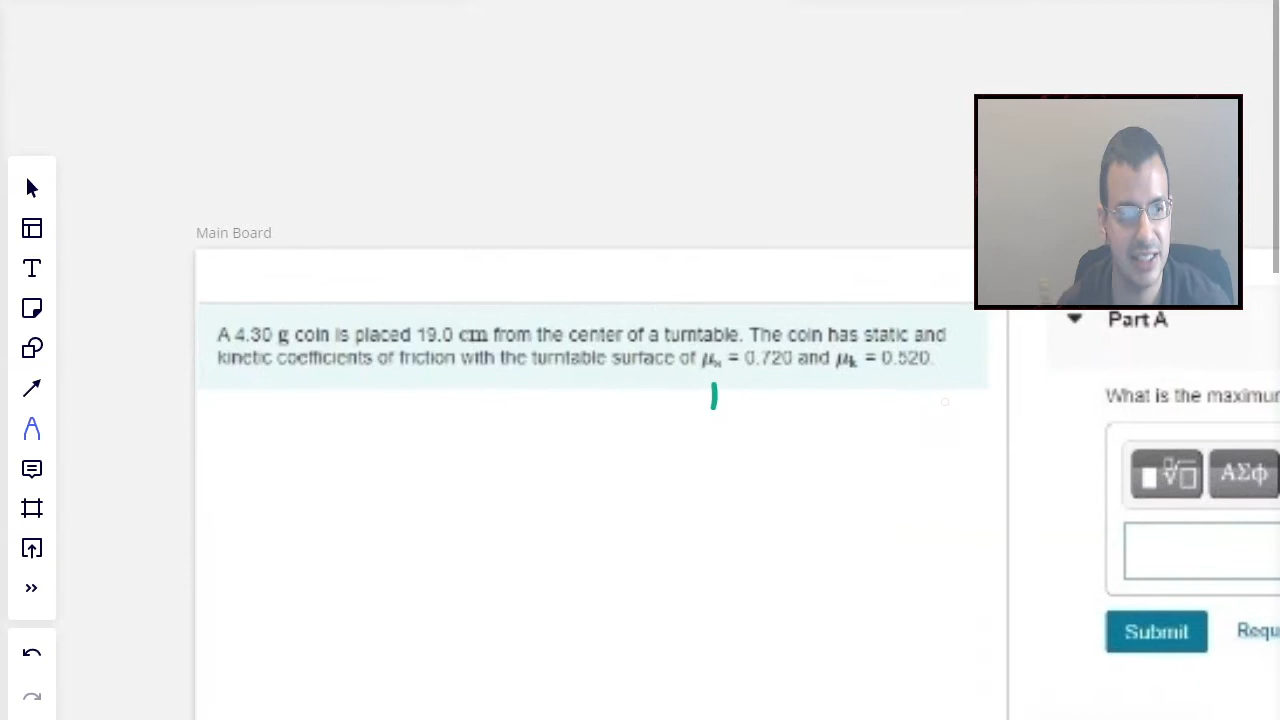 Main Board
A 4.30 g coin is placed 19.0 cm from the center of a turntable. The coin has static and
kinetic coefficients of friction with the turntable surface of μs = 0.720 and μk = 0.520.
Part A
What is the maximum
ΑΣφ
Submit
Requ